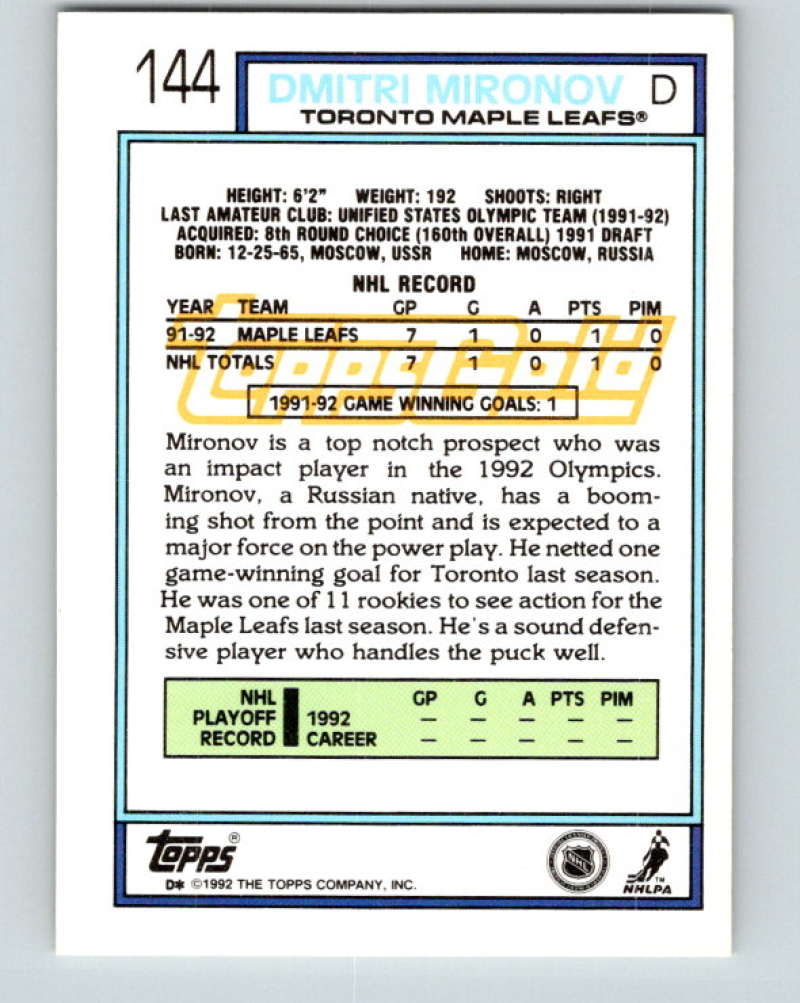 144 DMITRI MIRONOV D
TORONTO MAPLE LEAFS®
HEIGHT: 6'2" WEIGHT: 192 SHOOTS: RIGHT
LAST AMATEUR CLUB: UNIFIED STATES OLYMPIC TEAM (1991-92)
ACQUIRED: 8th ROUND CHOICE (160th OVERALL) 1991 DRAFT
BORN: 12-25-65, MOSCOW, USSR HOME: MOSCOW, RUSSIA
NHL RECORD
YEAR TEAM GP G A PTS PIM
91-92 MAPLE LEAFS 7 1 0 1 0
NHL TOTALS 7 1 0 1 0
ToppsGold
1991-92 GAME WINNING GOALS: 1
Mironov is a top notch prospect who was
an impact player in the 1992 Olympics.
Mironov, a Russian native, has a boom-
ing shot from the point and is expected to a
major force on the power play. He netted one
game-winning goal for Toronto last season.
He was one of 11 rookies to see action for the
Maple Leafs last season. He's a sound defen-
sive player who handles the puck well.
NHL GP G A PTS PIM
PLAYOFF 1992 — — — — —
RECORD CAREER — — — — —
Topps®
D* ©1992 THE TOPPS COMPANY, INC.
NHL
NHLPA™